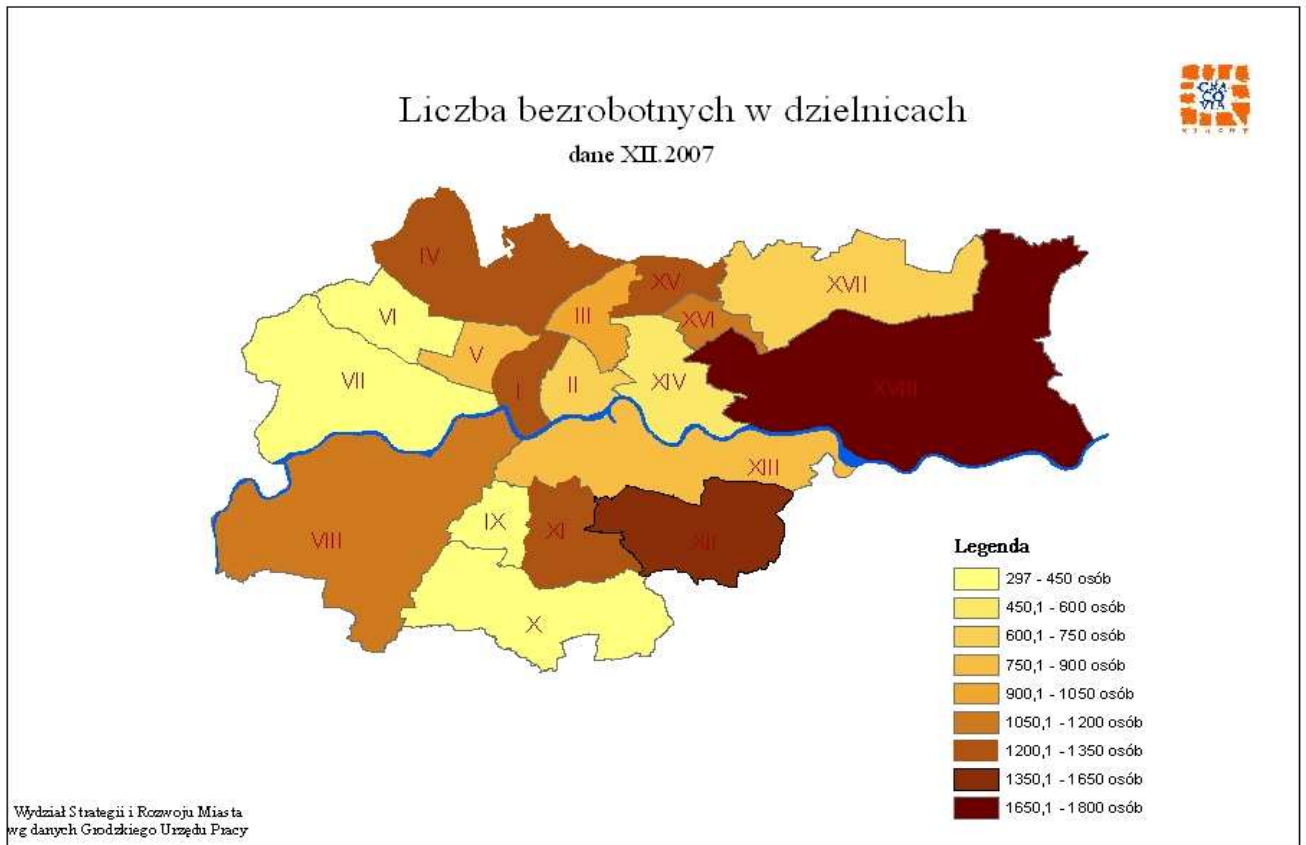 Liczba bezrobotnych w dzielnicach
dane XII.2007
CRA
CO
VIA
IV
XV
XVII
VI
III
XVI
V
VII
I
II
XIV
XVIII
XIII
IX
XI
XII
VIII
X
Legenda
297 - 450 osób
450,1 - 600 osób
600,1 - 750 osób
750,1 - 900 osób
900,1 - 1050 osób
1050,1 - 1200 osób
1200,1 - 1350 osób
1350,1 - 1650 osób
1650,1 - 1800 osób
Wydział Strategii i Rozwoju Miasta
wg danych Grodzkiego Urzędu Pracy